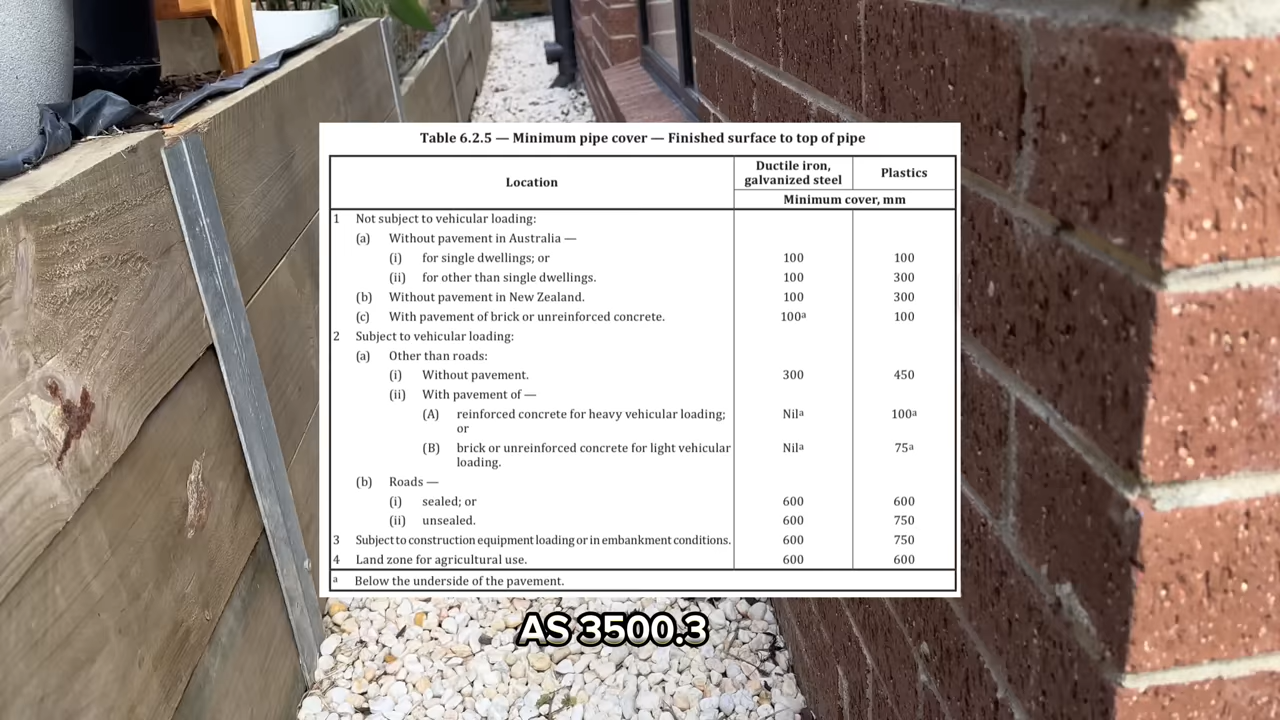 Table 6.2.5 — Minimum pipe cover — Finished surface to top of pipe
Location Ductile iron, galvanized steel Plastics
Minimum cover, mm
1 Not subject to vehicular loading:
(a) Without pavement in Australia —
(i) for single dwellings; or 100 100
(ii) for other than single dwellings. 100 300
(b) Without pavement in New Zealand. 100 300
(c) With pavement of brick or unreinforced concrete. 100a 100
2 Subject to vehicular loading:
(a) Other than roads:
(i) Without pavement. 300 450
(ii) With pavement of —
(A) reinforced concrete for heavy vehicular loading; Nila 100a
or
(B) brick or unreinforced concrete for light vehicular Nila 75a
loading.
(b) Roads —
(i) sealed; or 600 600
(ii) unsealed. 600 750
3 Subject to construction equipment loading or in embankment conditions. 600 750
4 Land zone for agricultural use. 600 600
a Below the underside of the pavement.
AS 3500.3